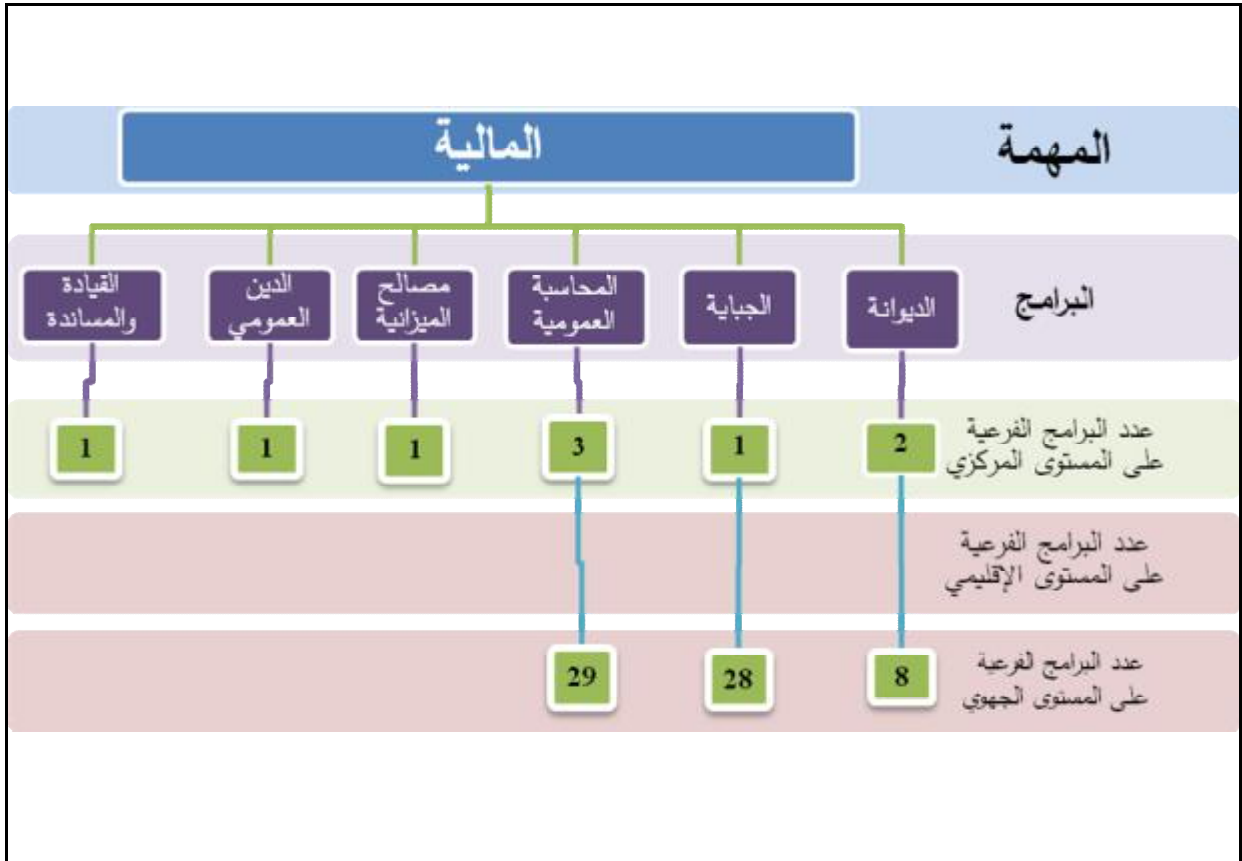 المهمة
المالية
البرامج
الديوانة
الجباية
المحاسبة
العمومية
مصالح
الميزانية
الدين
العمومي
القيادة
والمساندة
عدد البرامج الفرعية
على المستوى المركزي
2
1
3
1
1
1
عدد البرامج الفرعية
على المستوى الإقليمي
عدد البرامج الفرعية
على المستوى الجهوي
8
28
29